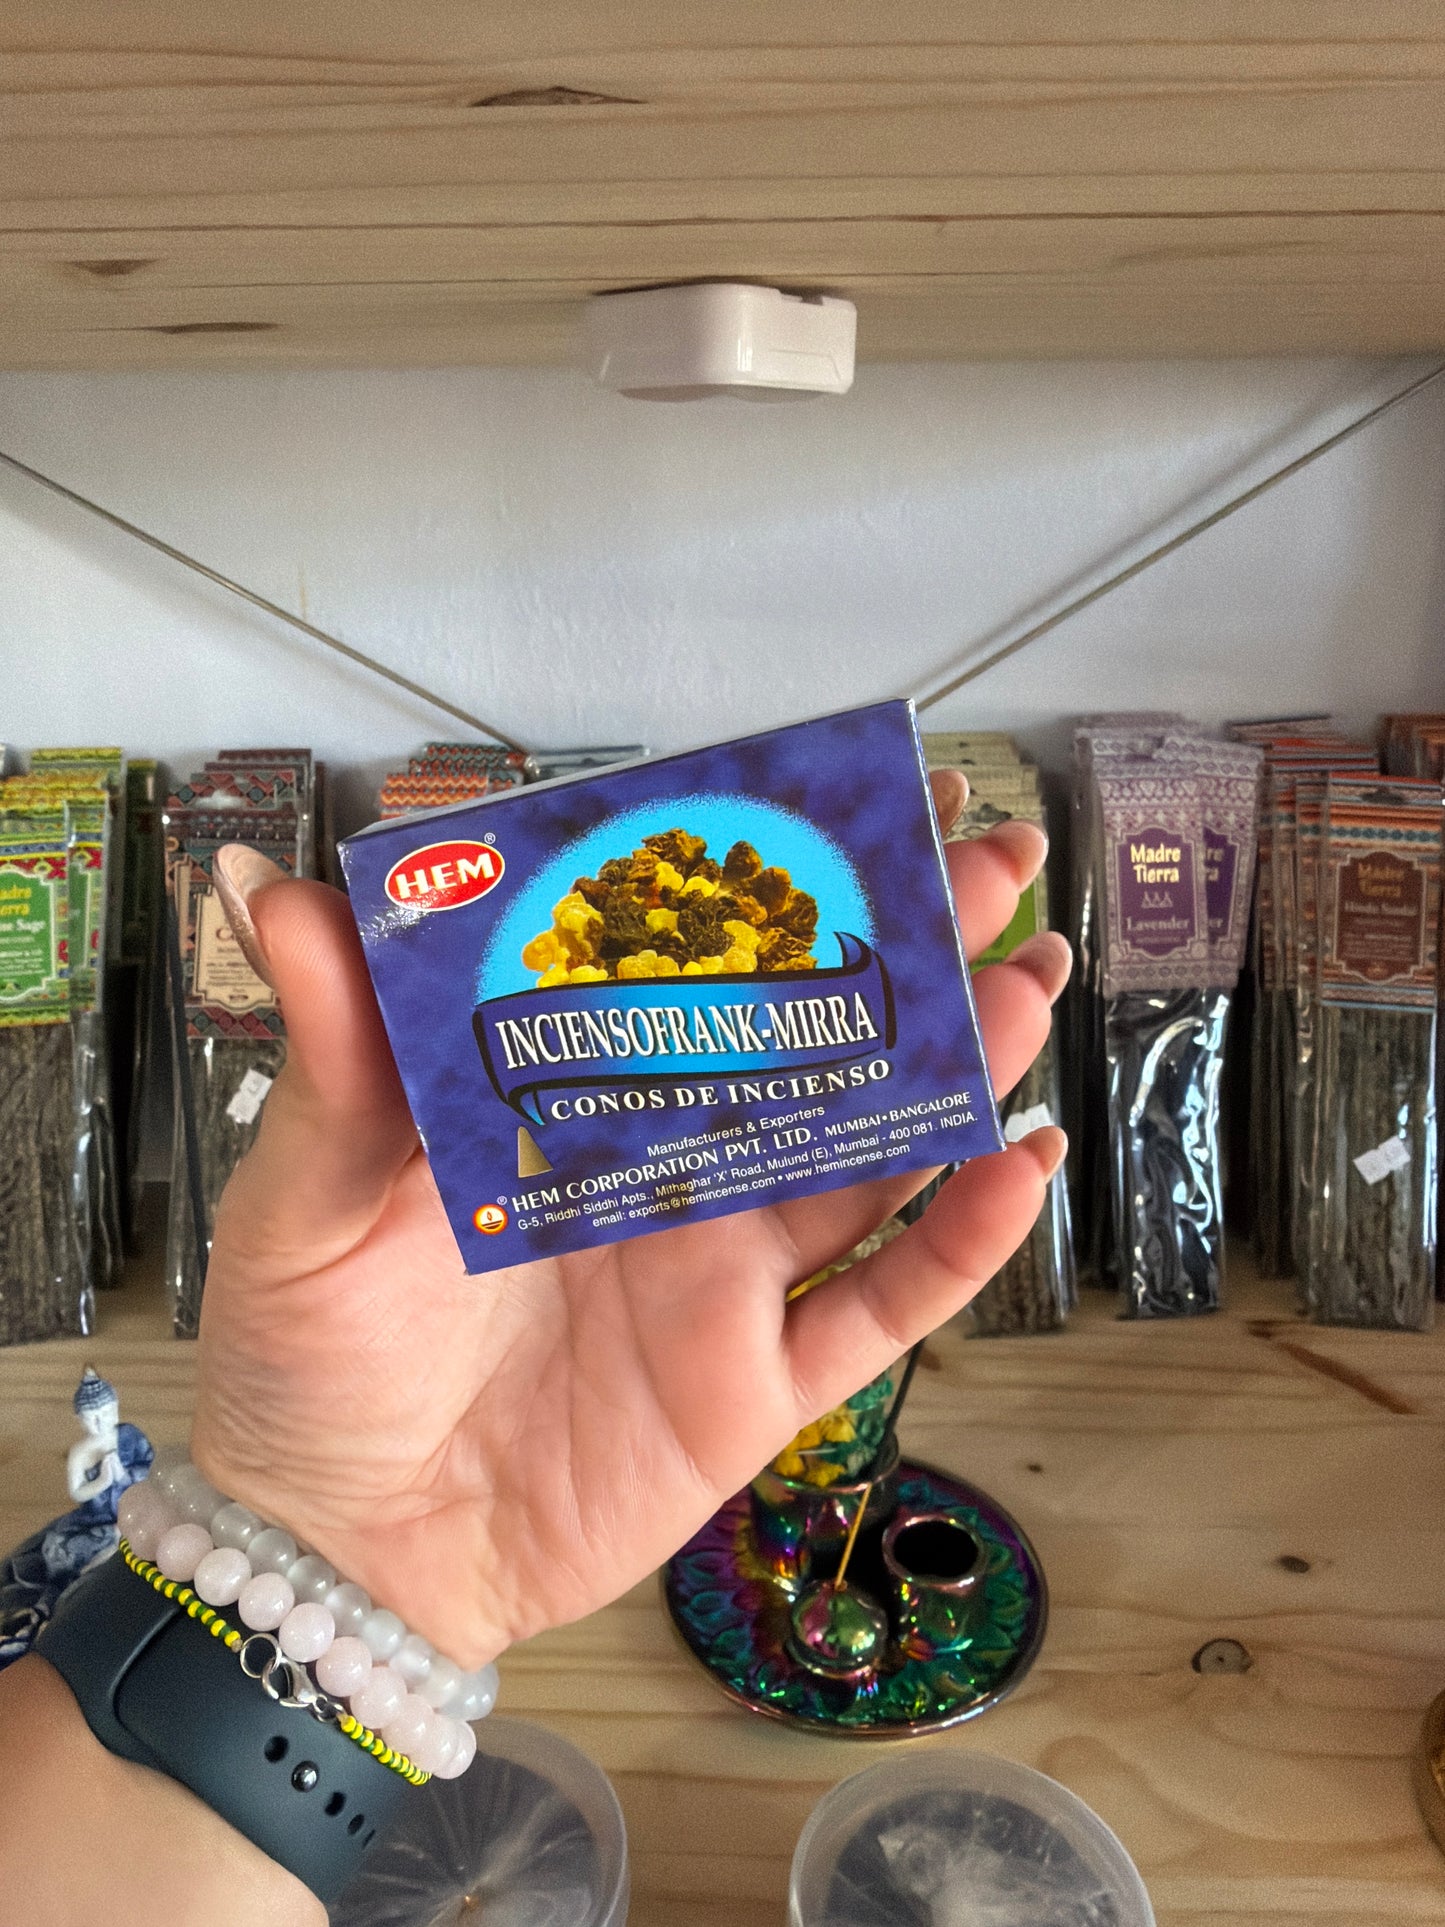 HEM®
INCIENSOFRANK-MIRRA
CONOS DE INCIENSO
Manufacturers & Exporters
® HEM CORPORATION PVT. LTD. MUMBAI•BANGALORE
G-5, Riddhi Siddhi Apts., Mithaghar 'X' Road, Mulund (E), Mumbai - 400 081. INDIA.
email: exports@hemincense.com • www.hemincense.com
Madre
Tierra
Lavender
Madre
Tierra